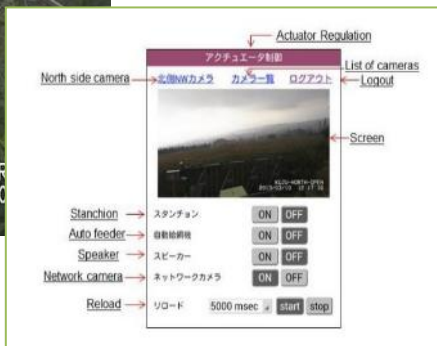 Actuator Regulation
アクチュエータ制御
List of cameras
North side camera
北側NWカメラ カメラ一覧 ログアウト
Logout
Screen
Stanchion スタンチョン ON OFF
Auto feeder 自動給餌機 ON OFF
Speaker スピーカー ON OFF
Network camera ネットワークカメラ ON OFF
Reload リロード 5000 msec start stop